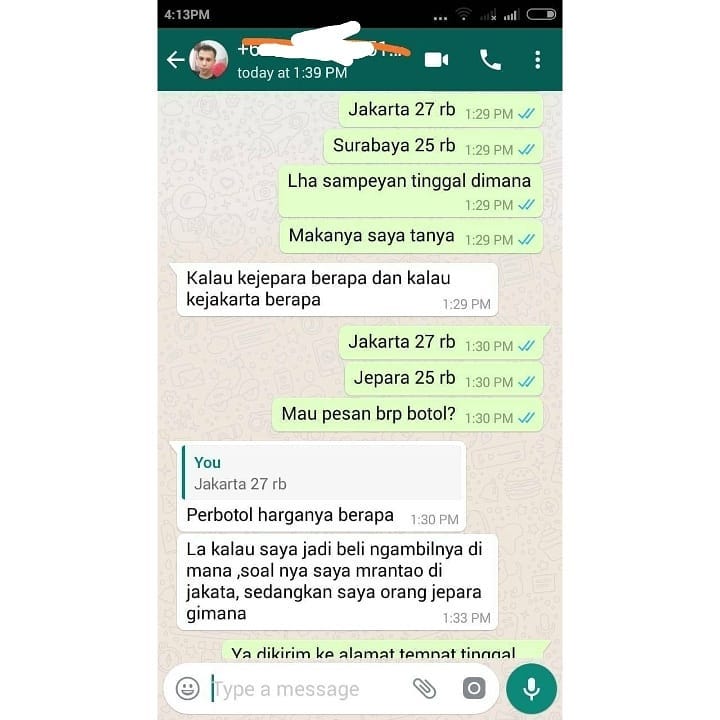 4:13PM
today at 1:39 PM
Jakarta 27 rb 1:29 PM
Surabaya 25 rb 1:29 PM
Lha sampeyan tinggal dimana
1:29 PM
Makanya saya tanya 1:29 PM
Kalau kejepara berapa dan kalau
kejakarta berapa 1:29 PM
Jakarta 27 rb 1:30 PM
Jepara 25 rb 1:30 PM
Mau pesan brp botol? 1:30 PM
You
Jakarta 27 rb
Perbotol harganya berapa 1:30 PM
La kalau saya jadi beli ngambilnya di
mana ,soal nya saya mrantao di
jakata, sedangkan saya orang jepara
gimana 1:33 PM
Ya dikirim ke alamat tempat tinggal
Type a message